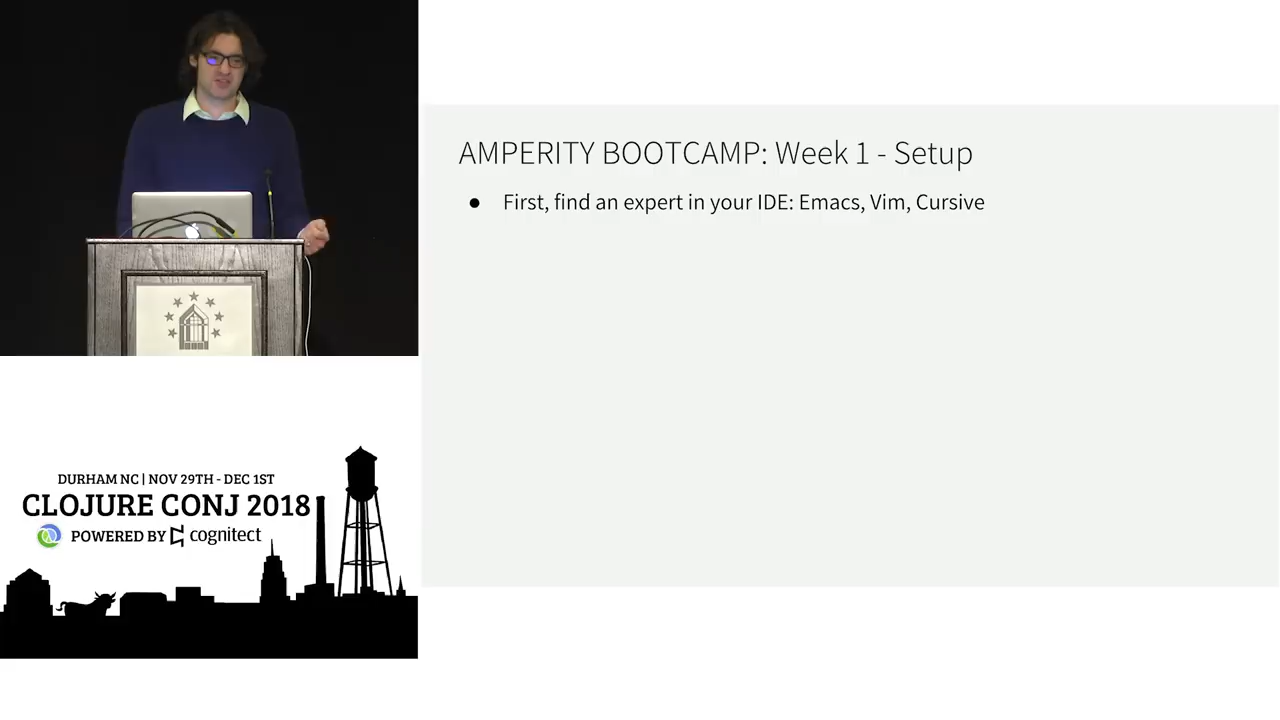 AMPERITY BOOTCAMP: Week 1 - Setup
● First, find an expert in your IDE: Emacs, Vim, Cursive
DURHAM NC | NOV 29TH - DEC 1ST
CLOJURE CONJ 2018
POWERED BY cognitect